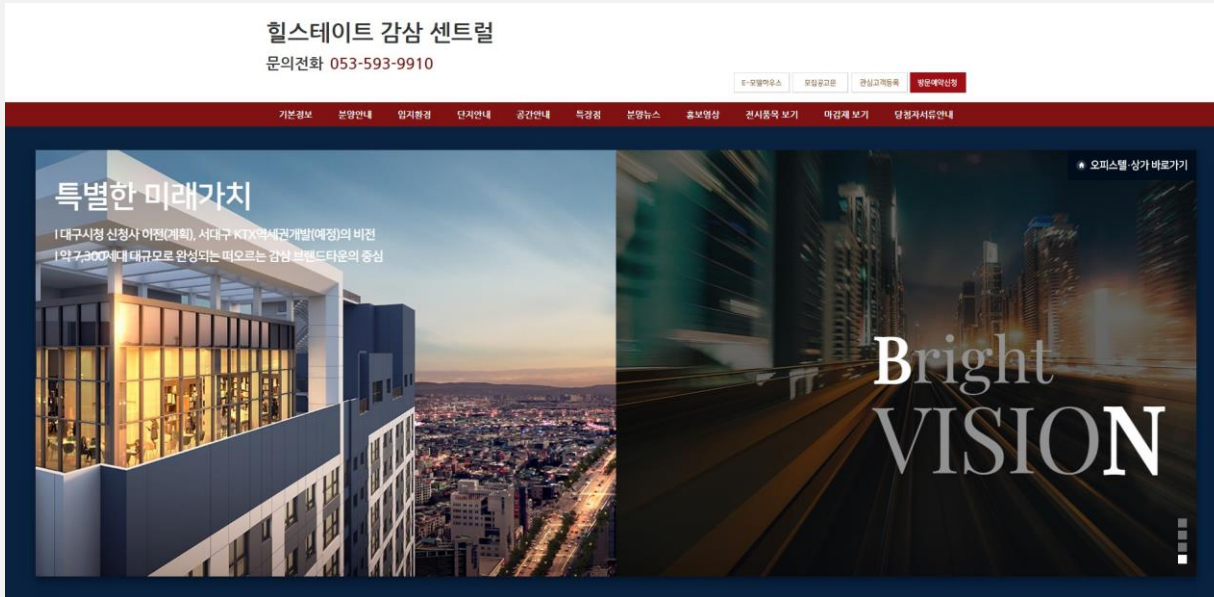 힐스테이트 감삼 센트럴
문의전화 053-593-9910
E-모델하우스 모집공고문 관심고객등록 방문예약신청
기본정보 분양안내 입지환경 단지안내 공간안내 특장점 분양뉴스 홍보영상 전시품목 보기 마감재 보기 당첨자서류안내
오피스텔·상가 바로가기
특별한 미래가치
l 대구시청 신청사 이전(계획), 서대구 KTX역세권개발(예정)의 비전
l 약 7,300세대 대규모로 완성되는 떠오르는 감삼 브랜드타운의 중심
Bright
VISION